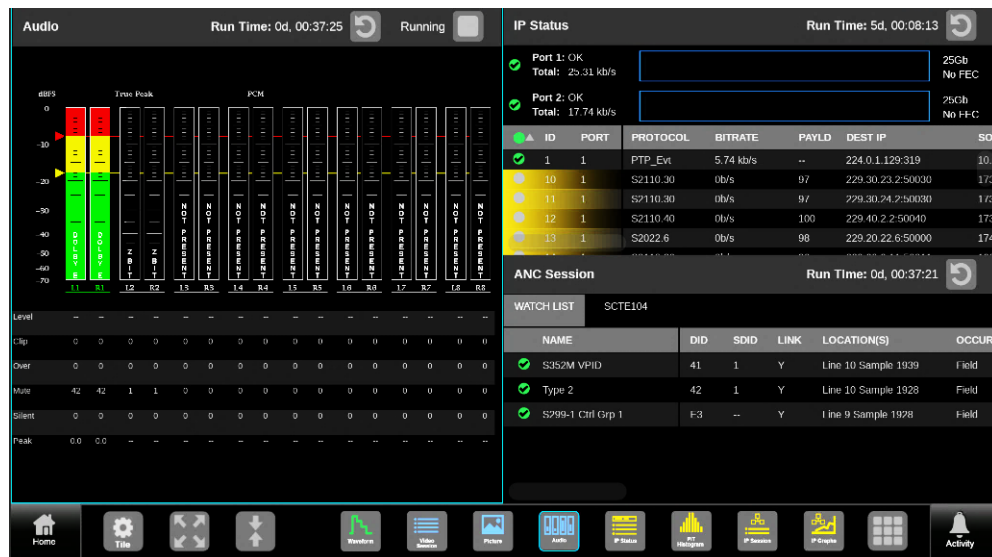 Audio
Run Time: 0d, 00:37:25
Running
dBFS
True Peak
PCM
0
-10
-20
-30
-40
-50
-60
-70
DOLBY E
DOLBY E
Z BIT
Z BIT
NOT PRESENT
NOT PRESENT
NOT PRESENT
NOT PRESENT
NOT PRESENT
NOT PRESENT
NOT PRESENT
NOT PRESENT
NOT PRESENT
NOT PRESENT
NOT PRESENT
NOT PRESENT
L1 R1 L2 R2 L3 R3 L4 R4 L5 R5 L6 R6 L7 R7 L8 R8
Level -- -- -- -- -- -- -- -- -- -- -- -- -- -- -- --
Clip 0 0 0 0 0 0 0 0 0 0 0 0 0 0 0 0
Over 0 0 0 0 0 0 0 0 0 0 0 0 0 0 0 0
Mute 42 42 1 1 0 0 0 0 0 0 0 0 0 0 0 0
Silent 0 0 0 0 0 0 0 0 0 0 0 0 0 0 0 0
Peak 0.0 0.0 -- -- -- -- -- -- -- -- -- -- -- -- -- --
IP Status
Run Time: 5d, 00:08:13
Port 1: OK
Total: 25.31 kb/s
25Gb
No FEC
Port 2: OK
Total: 17.74 kb/s
25Gb
No FEC
ID PORT PROTOCOL BITRATE PAYLD DEST IP SO
1 1 PTP_Evt 5.74 kb/s -- 224.0.1.129:319 10.
10 1 S2110.30 0b/s 97 229.30.23.2:50030 173
11 1 S2110.30 0b/s 97 229.30.24.2:50030 173
12 1 S2110.40 0b/s 100 229.40.2.2:50040 173
13 1 S2022.6 0b/s 98 229.20.22.6:50000 174
ANC Session
Run TIme: 0d, 00:37:21
WATCH LIST
SCTE104
NAME DID SDID LINK LOCATION(S) OCCUR
S352M VPID 41 1 Y Line 10 Sample 1939 Field
Type 2 42 1 Y Line 10 Sample 1928 Field
S299-1 Ctrl Grp 1 E3 -- Y Line 9 Sample 1928 Field
Home
Tile
Waveform
Video Session
Picture
Audio
IP Status
PIT Histogram
IP Session
IP Graphs
Activity